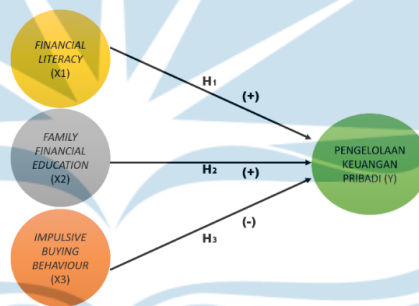 FINANCIAL
LITERACY
(X1)
H₁
(+)
FAMILY
FINANCIAL
EDUCATION
(X2)
H₂
(+)
PENGELOLAAN
KEUANGAN
PRIBADI (Y)
IMPULSIVE
BUYING
BEHAVIOUR
(X3)
(-)
H₃